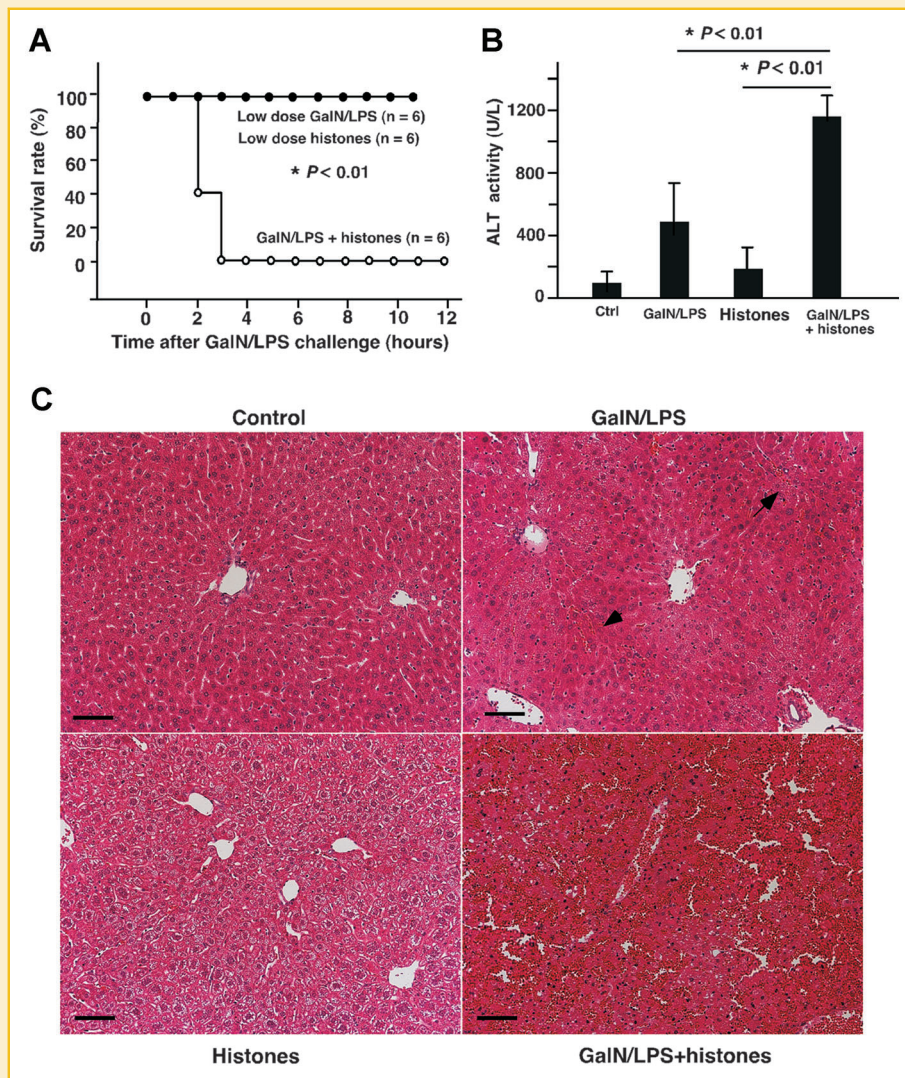 A
Survival rate (%)
100
80
40
20
0
Low dose GalN/LPS (n = 6)
Low dose histones (n = 6)
* P< 0.01
GalN/LPS + histones (n = 6)
0 2 4 6 8 10 12
Time after GalN/LPS challenge (hours)
B
* P< 0.01
* P< 0.01
ALT activity (U/L)
1200
800
400
0
Ctrl
GalN/LPS
Histones
GalN/LPS
+ histones
C
Control
GalN/LPS
Histones
GalN/LPS+histones